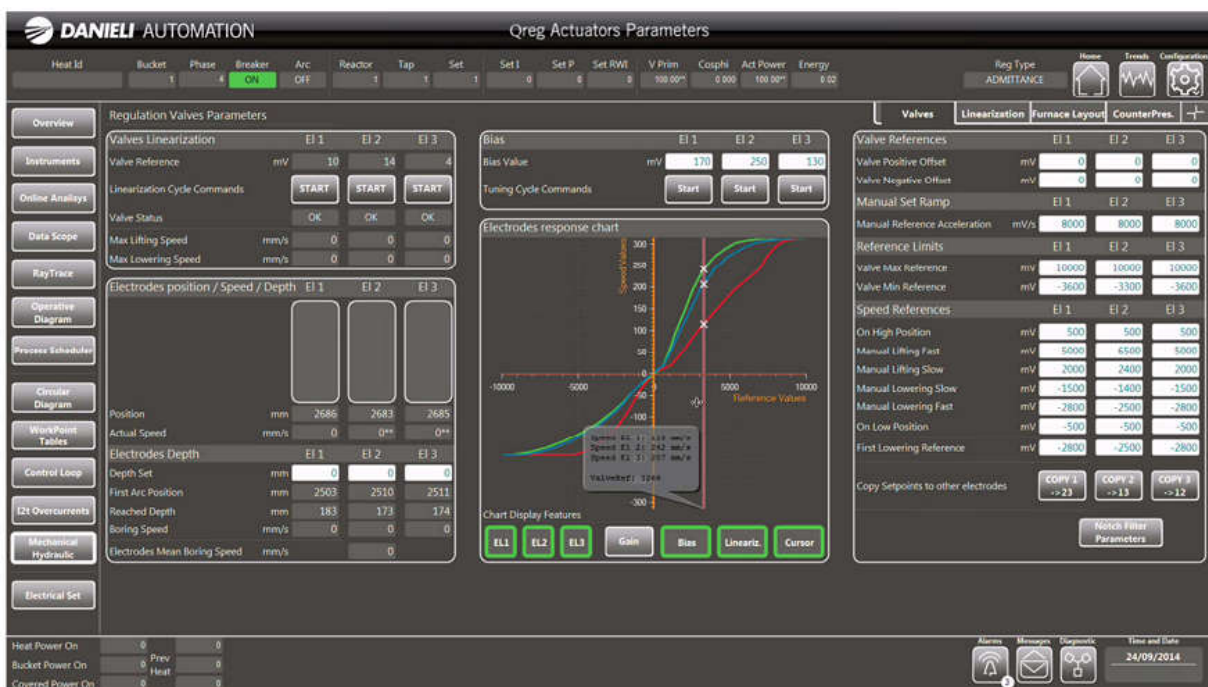 DANIELI AUTOMATION
Qreg Actuators Parameters
Heat Id Bucket Phase Breaker Arc Reactor Tap Set Set I Set P Set RWI V Prim Cosphi Act Power Energy Reg Type Home Trends Configuration
1 4 ON OFF 1 1 1 0 0 0 100.00** 0.000 100.00** 0.02 ADMITTANCE
Overview
Instruments
Online Analiays
Data Scope
RayTrace
Operative
Diagram
Process Scheduler
Circular
Diagram
WorkPoint
Tables
Control Loop
I2t Overcurrents
Mechanical
Hydraulic
Electrical Set
Regulation Valves Parameters
Valves Linearization El 1 El 2 El 3
Valve Reference mV 10 14 4
Linearization Cycle Commands START START START
Valve Status OK OK OK
Max Lifting Speed mm/s 0 0 0
Max Lowering Speed mm/s 0 0 0
Electrodes position / Speed / Depth El 1 El 2 El 3
Position mm 2686 2683 2685
Actual Speed mm/s 0 0** 0**
Electrodes Depth El 1 El 2 El 3
Depth Set mm 0 0 0
First Arc Position mm 2503 2510 2511
Reached Depth mm 183 173 174
Boring Speed mm/s 0 0 0
Electrodes Mean Boring Speed mm/s 0
Bias El 1 El 2 El 3
Bias Value mV 170 250 130
Tuning Cycle Commands Start Start Start
Electrodes response chart
Speed Values
300
250
200
150
100
50
0
-10000 -5000 0 5000 10000
-50
Reference Values
-100
-300
Chart Display Features
EL1 EL2 EL3 Gain Bias Lineariz. Cursor
Valves Linearization Furnace Layout CounterPres.
Valve References El 1 El 2 El 3
Valve Positive Offset mV 0 0 0
Valve Negative Offset mV 0 0 0
Manual Set Ramp El 1 El 2 El 3
Manual Reference Acceleration mV/s 8000 8000 8000
Reference Limits El 1 El 2 El 3
Valve Max Reference mV 10000 10000 10000
Valve Min Reference mV -3600 -3300 -3600
Speed References El 1 El 2 El 3
On High Position mV 500 500 500
Manual Lifting Fast mV 5000 6500 5000
Manual Lifting Slow mV 2000 2400 2000
Manual Lowering Slow mV -1500 -1400 -1500
Manual Lowering Fast mV -2800 -2500 -2800
On Low Position mV -500 -500 -500
First Lowering Reference mV -2800 -2500 -2800
Copy Setpoints to other electrodes COPY 1 ->23 COPY 2 ->13 COPY 3 ->12
Notch Filter
Parameters
Heat Power On 0 0
Bucket Power On 0 Prev Heat 0
Covered Power On 0 0
Alarms Messages Diagnostic Time and Date
3 24/09/2014